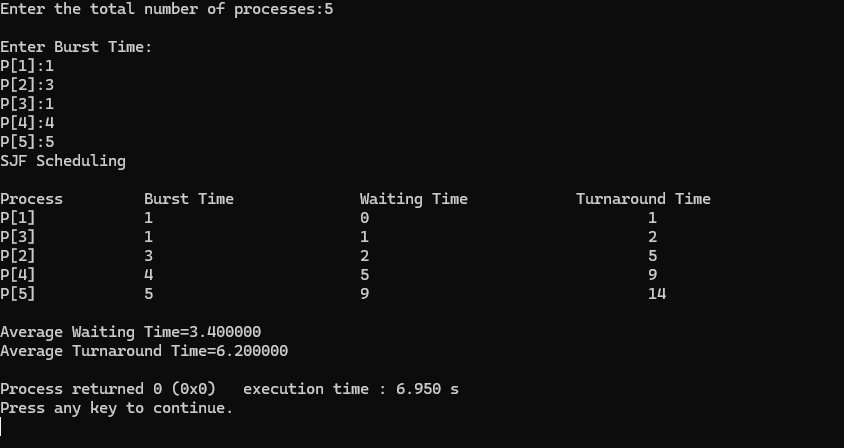 Enter the total number of processes:5
Enter Burst Time:
P[1]:1
P[2]:3
P[3]:1
P[4]:4
P[5]:5
SJF Scheduling
Process Burst Time Waiting Time Turnaround Time
P[1] 1 0 1
P[3] 1 1 2
P[2] 3 2 5
P[4] 4 5 9
P[5] 5 9 14
Average Waiting Time=3.400000
Average Turnaround Time=6.200000
Process returned 0 (0x0) execution time : 6.950 s
Press any key to continue.